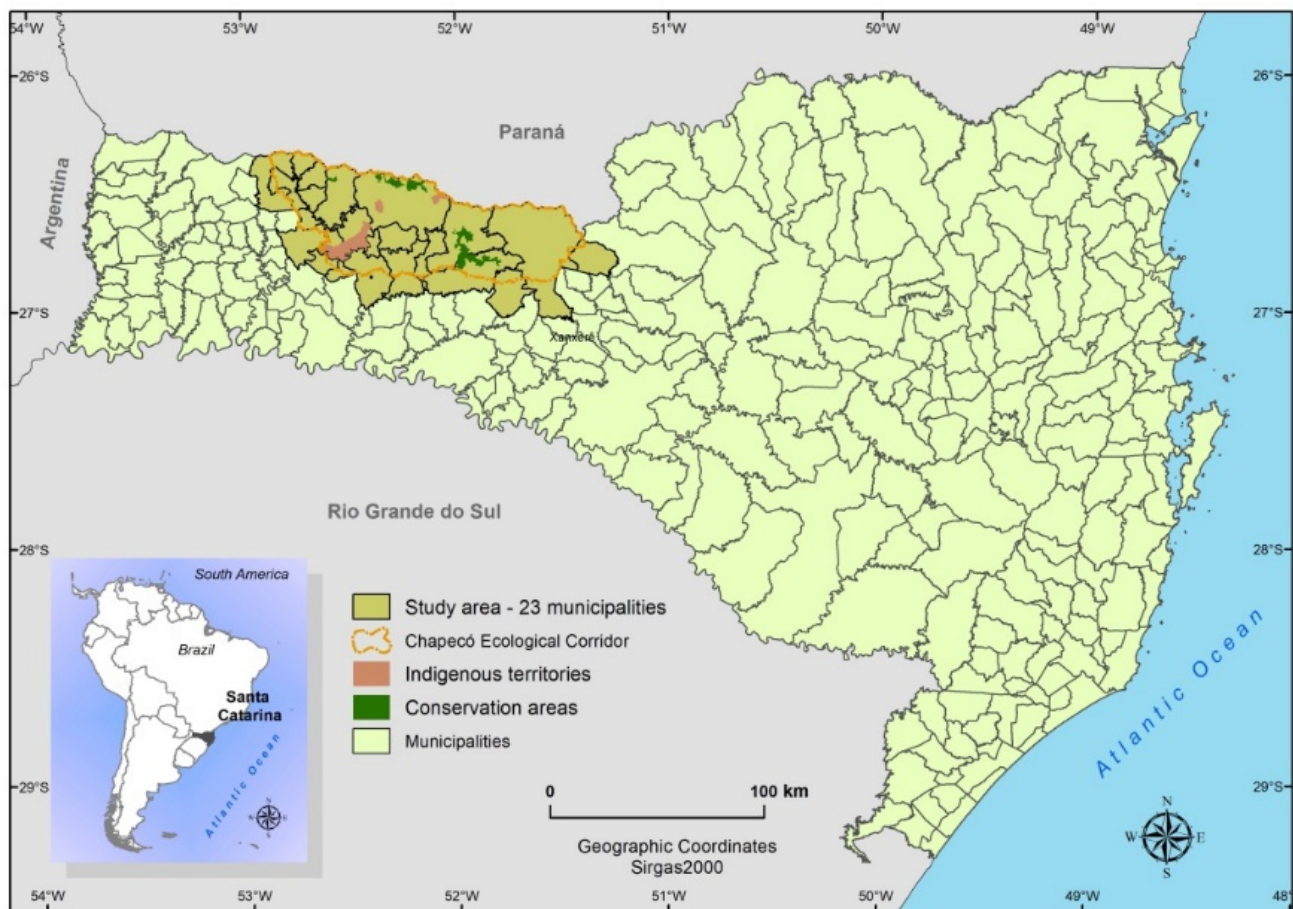 54°W 53°W 52°W 51°W 50°W 49°W
26°S 26°S
Paraná
Argentina
27°S 27°S
Xanxerê
Rio Grande do Sul
28°S 28°S
South America
Brazil
Santa
Catarina
Atlantic Ocean
N
W E
S
Study area - 23 municipalities
Chapecó Ecological Corridor
Indigenous territories
Conservation areas
Municipalities
Atlantic Ocean
29°S 29°S
0 100 km
Geographic Coordinates
Sirgas2000
N
W E
S
54°W 53°W 52°W 51°W 50°W 49°W 48°